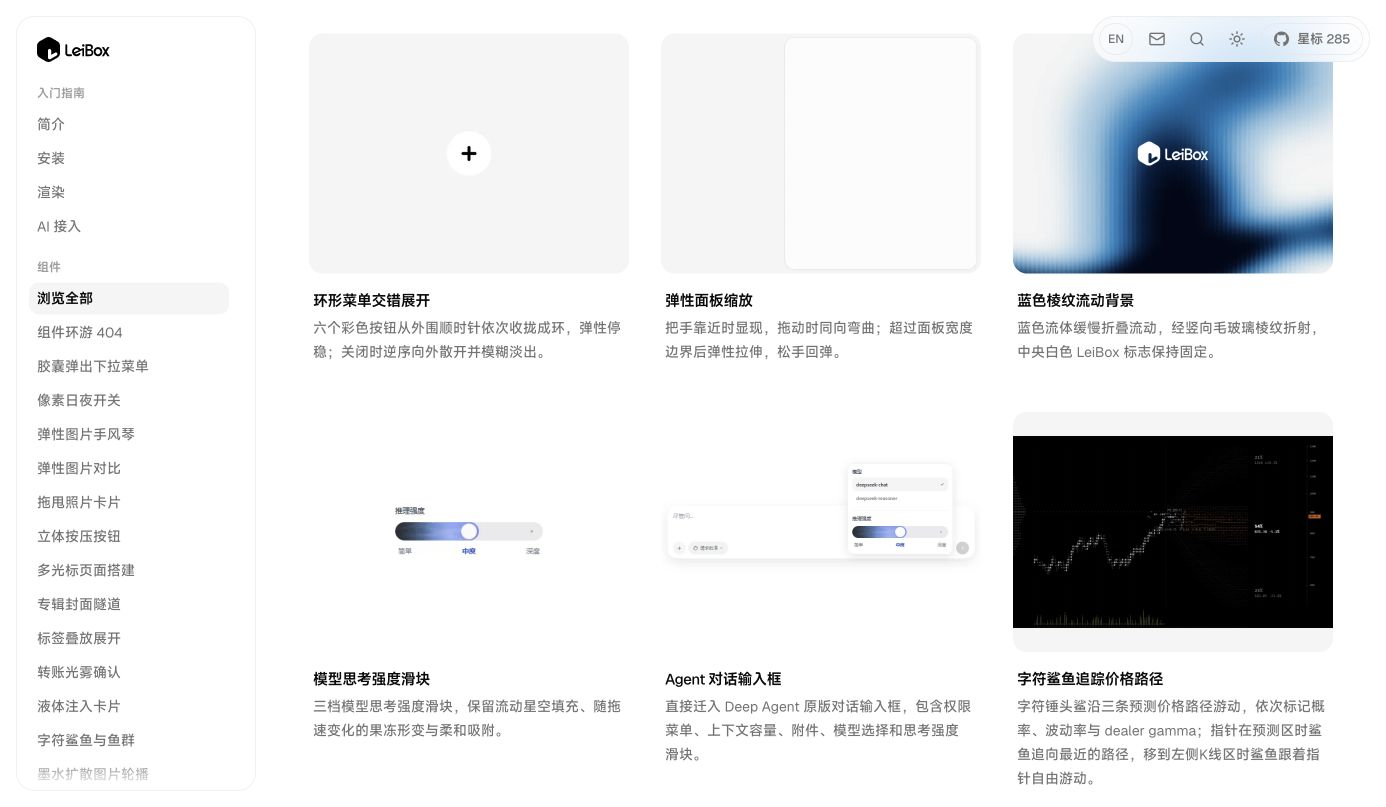 LeiBox
入门指南
简介
安装
渲染
AI 接入
组件
浏览全部
组件环游 404
胶囊弹出下拉菜单
像素日夜开关
弹性图片手风琴
弹性图片对比
拖甩照片卡片
立体按压按钮
多光标页面搭建
专辑封面隧道
标签叠放展开
转账光雾确认
液体注入卡片
字符鲨鱼与鱼群
墨水扩散图片轮播
EN
星标 285
LeiBox
环形菜单交错展开
六个彩色按钮从外围顺时针依次收拢成环，弹性停
稳；关闭时逆序向外散开并模糊淡出。
弹性面板缩放
把手靠近时显现，拖动时同向弯曲；超过面板宽度
边界后弹性拉伸，松手回弹。
蓝色棱纹流动背景
蓝色流体缓慢折叠流动，经竖向毛玻璃棱纹折射，
中央白色 LeiBox 标志保持固定。
推理强度
简单
中度
深度
模型思考强度滑块
三档模型思考强度滑块，保留流动星空填充、随拖
速变化的果冻形变与柔和吸附。
模型
deepseek-chat
deepseek-reasoner
推理强度
简单
中度
深度
Agent 对话输入框
直接迁入 Deep Agent 原版对话输入框，包含权限
菜单、上下文容量、附件、模型选择和思考强度
滑块。
字符鲨鱼追踪价格路径
字符锤头鲨沿三条预测价格路径游动，依次标记概
率、波动率与 dealer gamma；指针在预测区时鲨
鱼追向最近的路径，移到左侧K线区时鲨鱼跟着指
针自由游动。